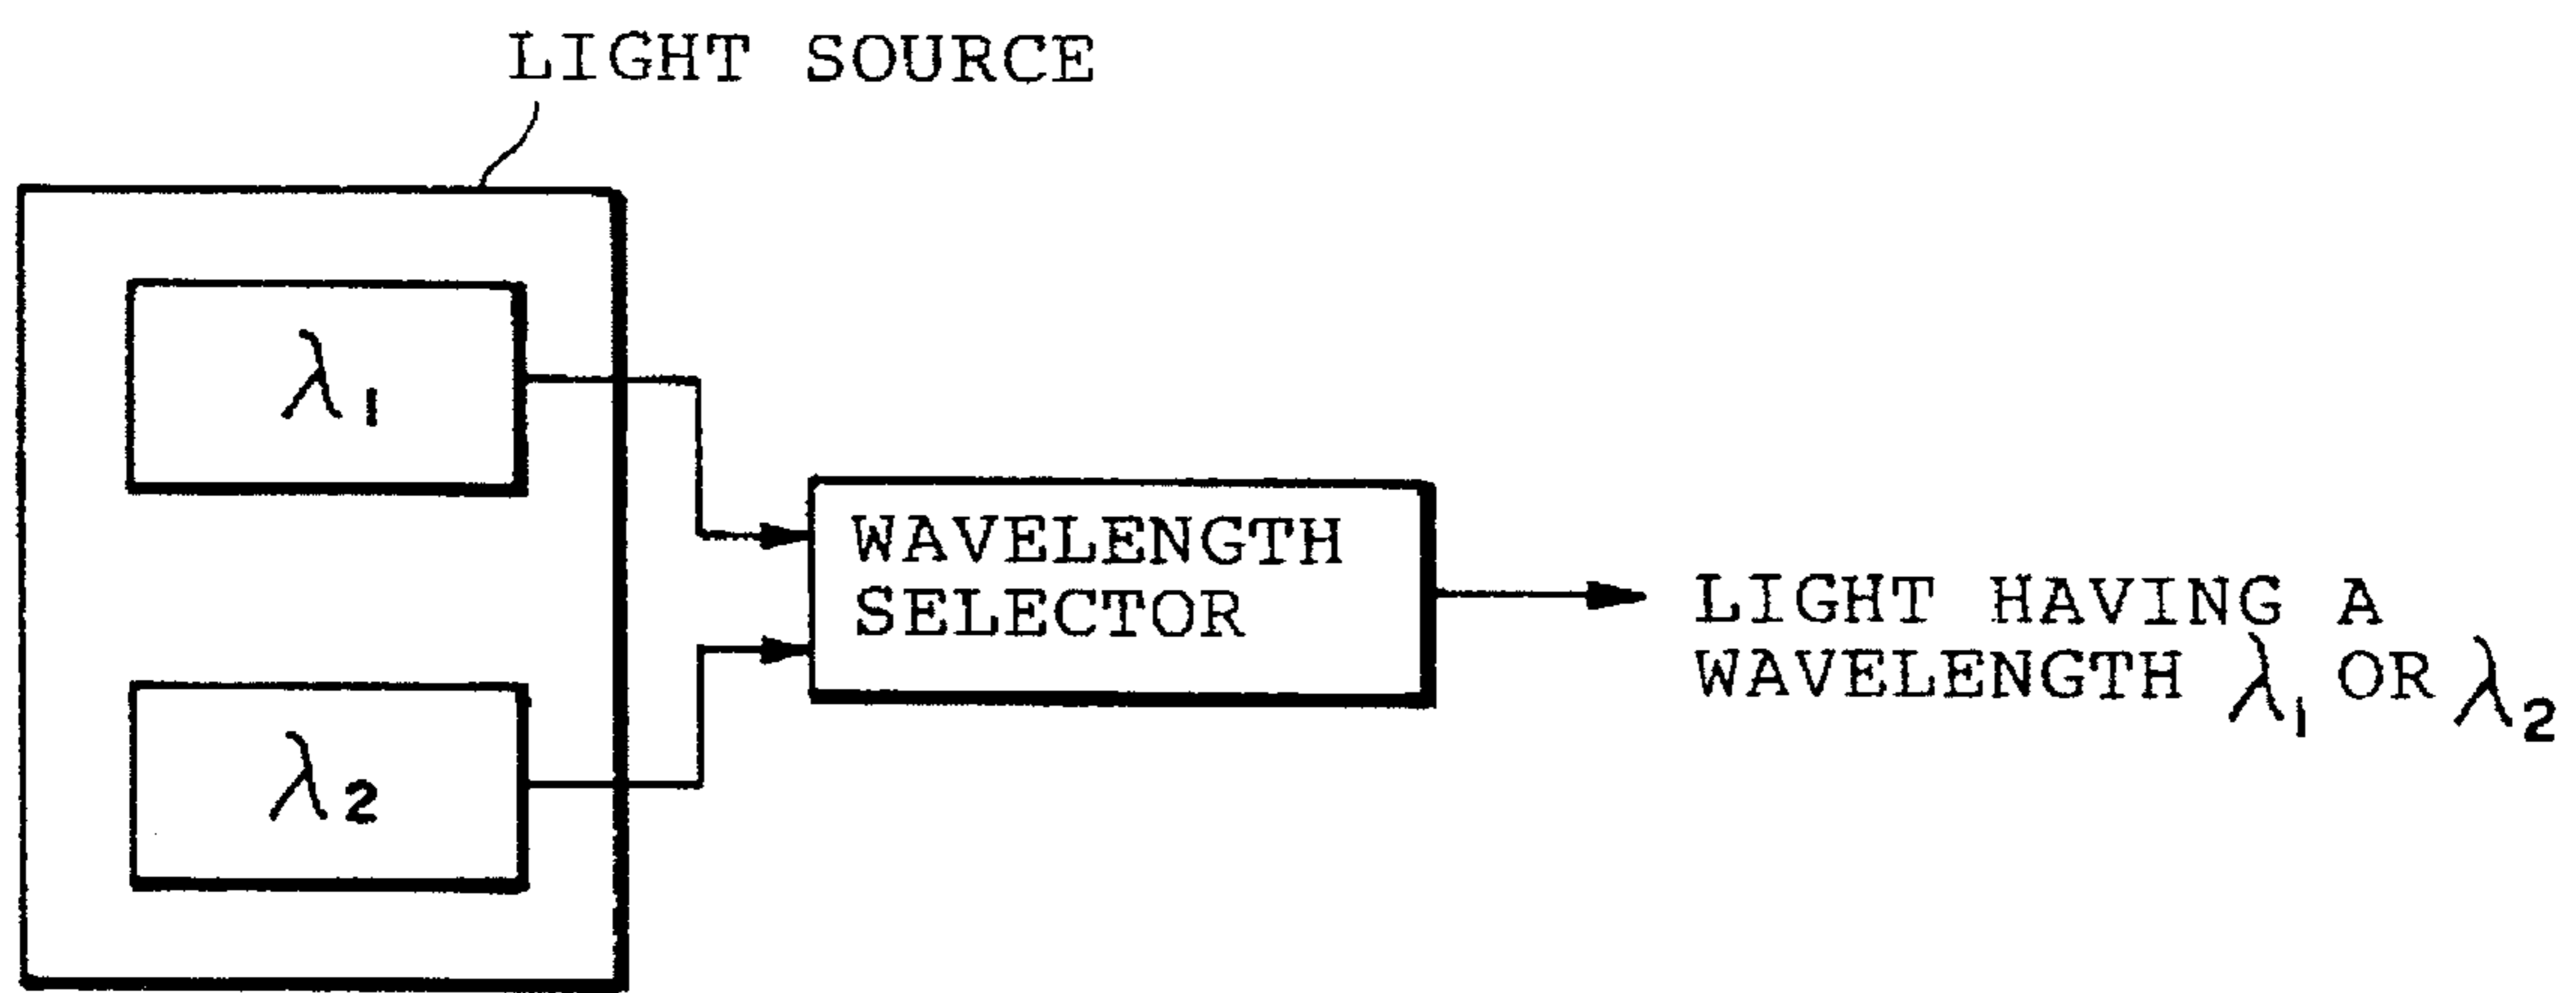 LIGHT SOURCE
λ1
λ2
WAVELENGTH
SELECTOR
LIGHT HAVING A
WAVELENGTH λ1 OR λ2